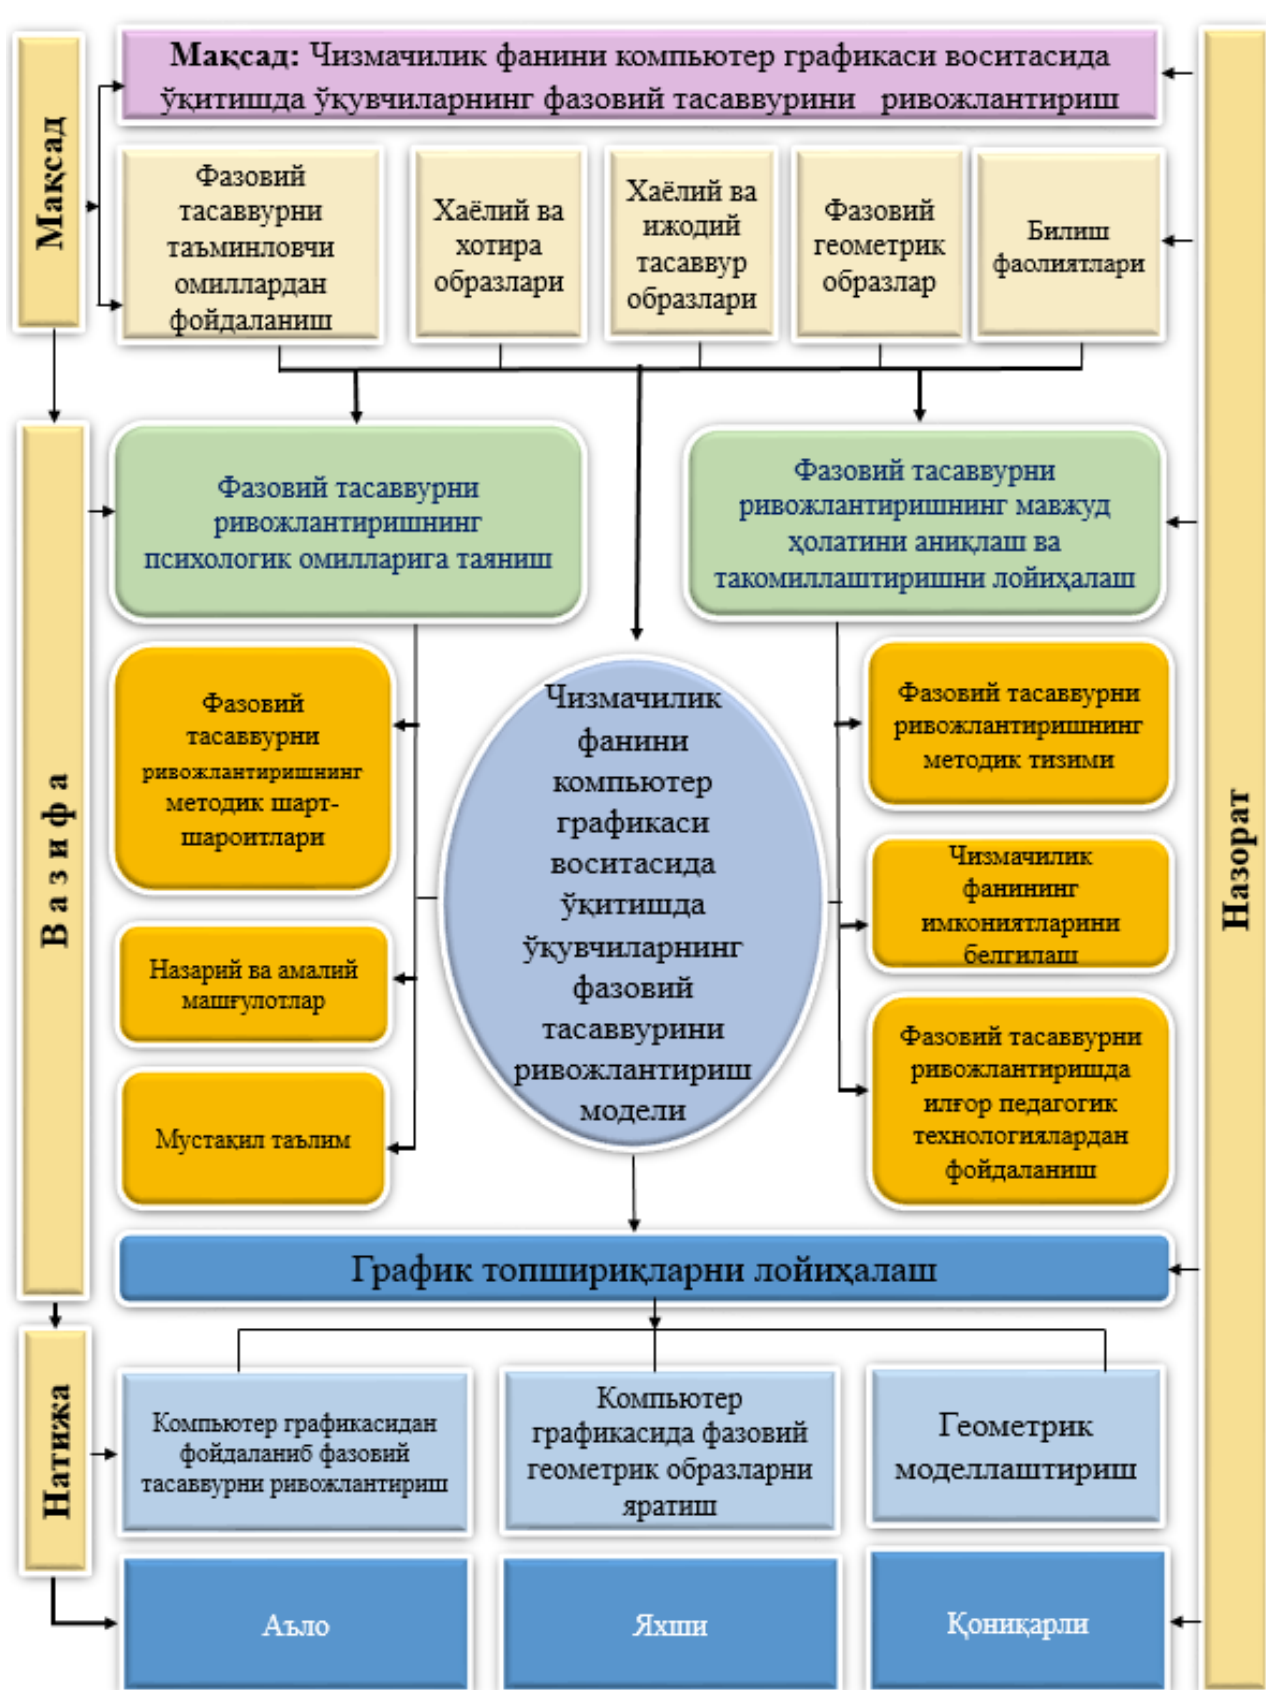 Мақсад: Чизмачилик фанини компьютер графикаси воситасида
ўқитишда ўқувчиларнинг фазовий тасаввурини ривожлантириш
Мақсад
Фазовий
тасаввурни
таъминловчи
омиллардан
фойдаланиш
Хаёлий ва
хотира
образлари
Хаёлий ва
ижодий
тасаввур
образлари
Фазовий
геометрик
образлар
Билиш
фаолиятлари
Вазифа
Фазовий тасаввурни
ривожлантиришнинг
психологик омилларига таяниш
Фазовий тасаввурни
ривожлантиришнинг мавжуд
ҳолатини аниқлаш ва
такомиллаштиришни лойиҳалаш
Фазовий
тасаввурни
ривожлантиришнинг
методик шарт-
шароитлари
Назарий ва амалий
машғулотлар
Мустақил таълим
Чизмачилик
фанини
компьютер
графикаси
воситасида
ўқитишда
ўқувчиларнинг
фазовий
тасаввурини
ривожлантириш
модели
Фазовий тасаввурни
ривожлантиришнинг
методик тизими
Чизмачилик
фанининг
имкониятларини
белгилаш
Фазовий тасаввурни
ривожлантиришда
илғор педагогик
технологиялардан
фойдаланиш
Назорат
График топшириқларни лойиҳалаш
Натижа
Компьютер графикасидан
фойдаланиб фазовий
тасаввурни ривожлантириш
Компьютер
графикасида фазовий
геометрик образларни
яратиш
Геометрик
моделлаштириш
Аъло
Яхши
Қониқарли